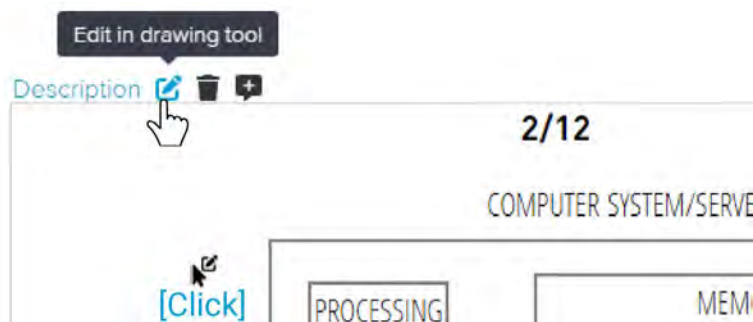 Edit in drawing tool
Description
2/12
COMPUTER SYSTEM/SERVE
[Click]
PROCESSING
MEM